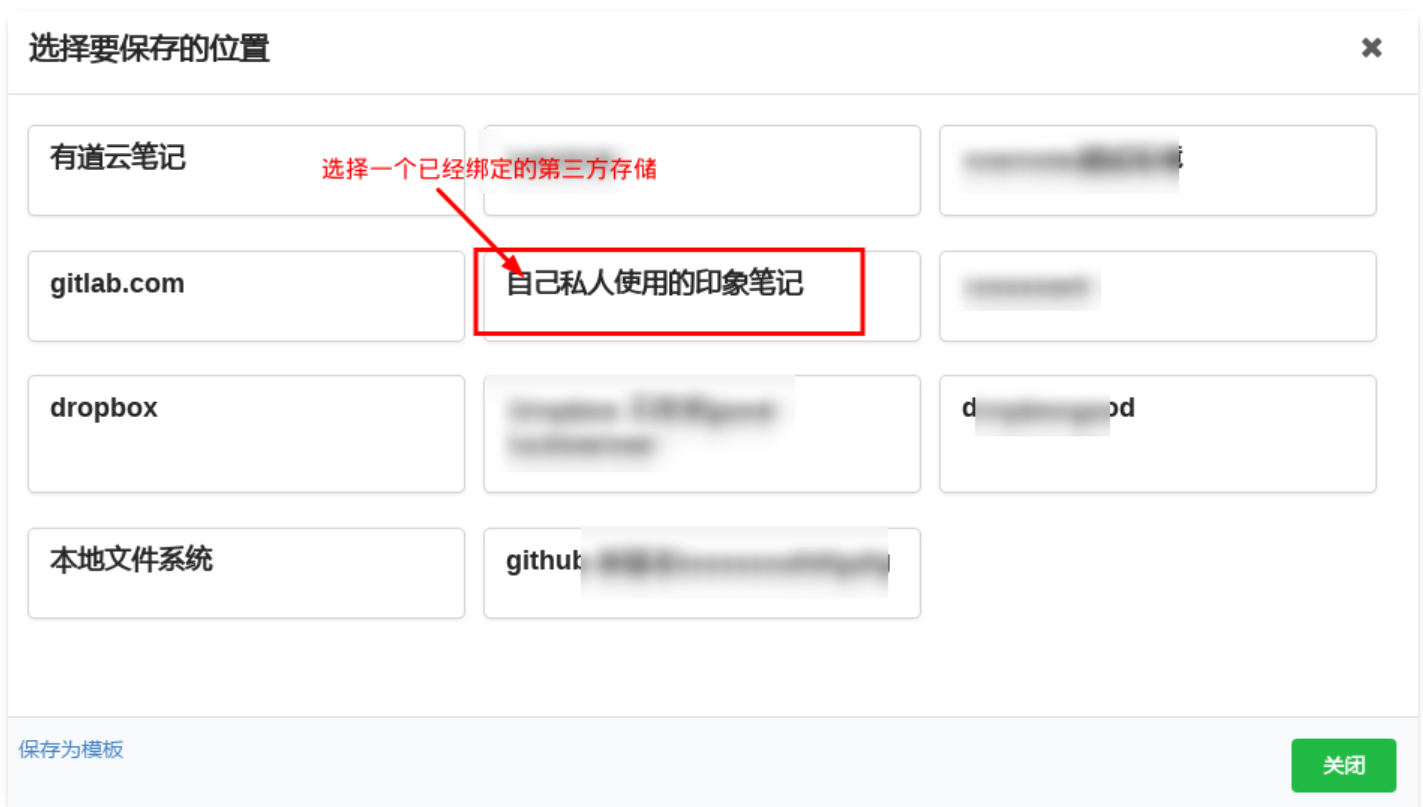 选择要保存的位置
有道云笔记
选择一个已经绑定的第三方存储
gitlab.com
自己私人使用的印象笔记
dropbox
本地文件系统
github
保存为模板
关闭